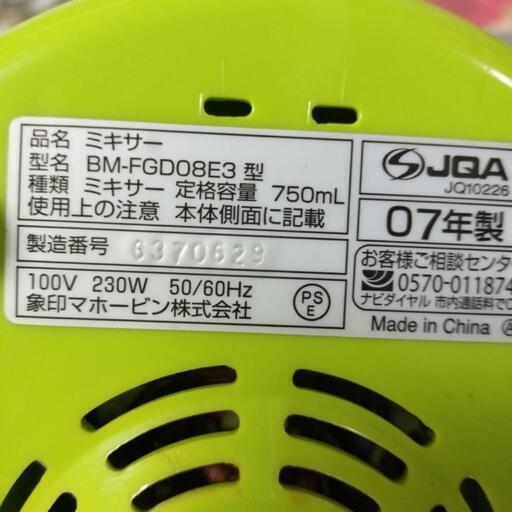 品名 ミキサー
型名 BM-FGD08E3 型
種類 ミキサー 定格容量 750mL
使用上の注意 本体側面に記載
製造番号 6370629
100V 230W 50/60Hz
象印マホービン株式会社
PS
E
JQA
JQ10226
07年製
お客様ご相談センタ
0570-011874
ナビダイヤル 市内通話料で
Made in China